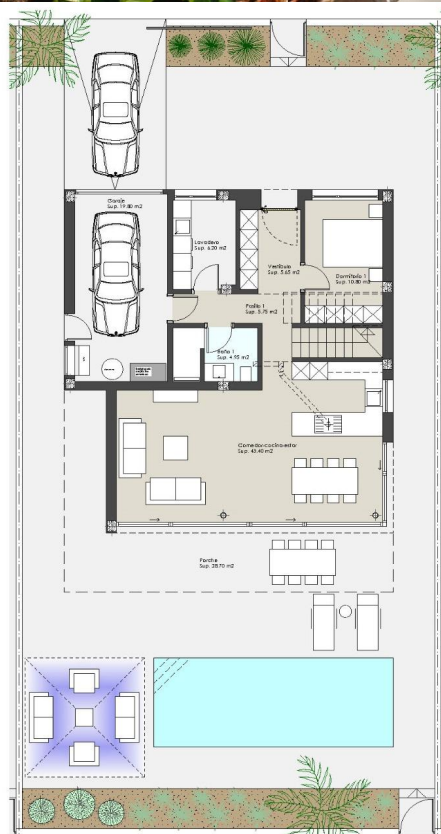 Garaje
Sup. 19.80 m2
Lavadero
Sup. 6.20 m2
Vestíbulo
Sup. 5.65 m2
Dormitorio 1
Sup. 10.80 m2
Pasillo 1
Sup. 5.75 m2
Baño 1
Sup. 4.95 m2
Comedor-cocina-estar
Sup. 43.40 m2
Porche
Sup. 28.70 m2